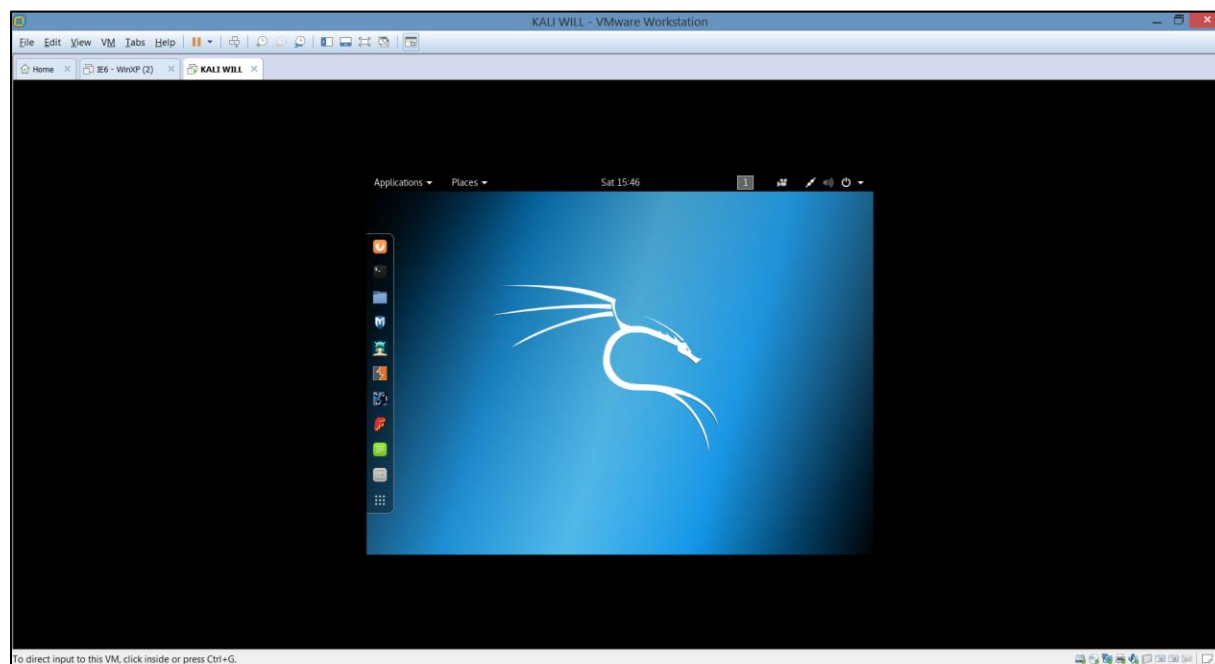 KALI WILL - VMware Workstation
File Edit View VM Tabs Help
Home IE6 - WinXP (2) KALI WILL
Applications Places Sat 15:46 1
To direct input to this VM, click inside or press Ctrl+G.